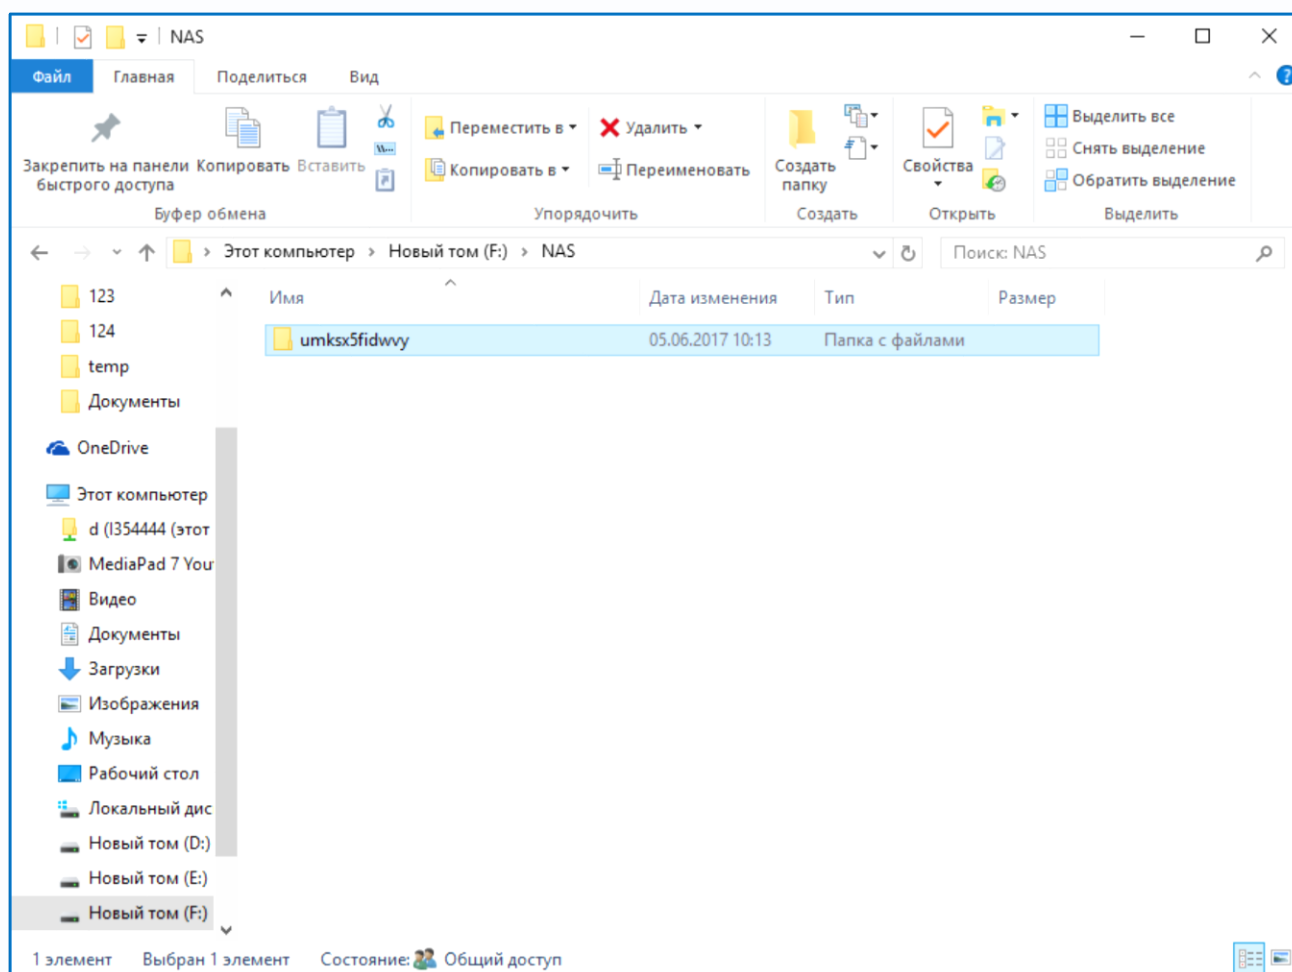 NAS
Файл Главная Поделиться Вид
Закрепить на панели быстрого доступа
Копировать
Вставить
Буфер обмена
Переместить в
Копировать в
Удалить
Переименовать
Упорядочить
Создать папку
Создать
Свойства
Открыть
Выделить все
Снять выделение
Обратить выделение
Выделить
Этот компьютер > Новый том (F:) > NAS
Поиск: NAS
123
124
temp
Документы
OneDrive
Этот компьютер
d (I354444 (этот
MediaPad 7 You
Видео
Документы
Загрузки
Изображения
Музыка
Рабочий стол
Локальный дис
Новый том (D:)
Новый том (E:)
Новый том (F:)
Имя Дата изменения Тип Размер
umksx5fidwvy 05.06.2017 10:13 Папка с файлами
1 элемент Выбран 1 элемент Состояние: Общий доступ